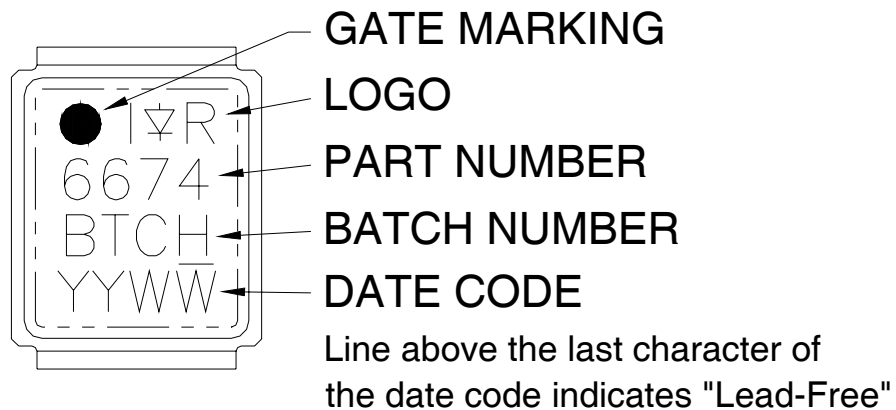 GATE MARKING
I R
LOGO
6674
PART NUMBER
BTCH
BATCH NUMBER
YYWW
DATE CODE
Line above the last character of
the date code indicates "Lead-Free"